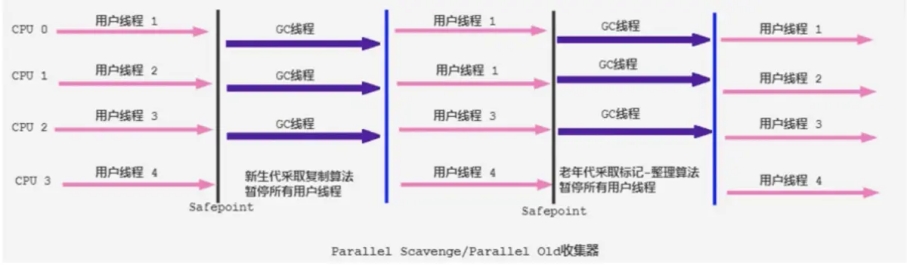 CPU 0
用户线程 1
GC线程
用户线程 1
GC线程
用户线程 1
CPU 1
用户线程 2
GC线程
用户线程 1
GC线程
用户线程 2
CPU 2
用户线程 3
GC线程
用户线程 3
GC线程
用户线程 3
CPU 3
用户线程 4
新生代采取复制算法
暂停所有用户线程
用户线程 4
老年代采取标记-整理算法
暂停所有用户线程
用户线程 4
Safepoint
Safepoint
Parallel Scavenge/Parallel Old收集器